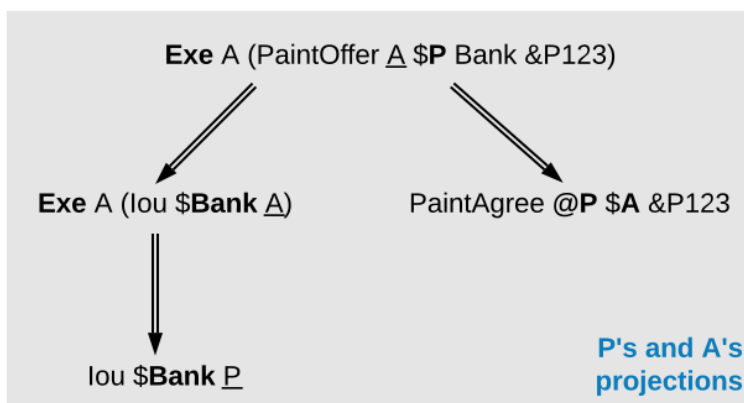 Exe A (PaintOffer A $P Bank &P123)
Exe A (Iou $Bank A)
PaintAgree @P $A &P123
Iou $Bank P
P's and A's
projections